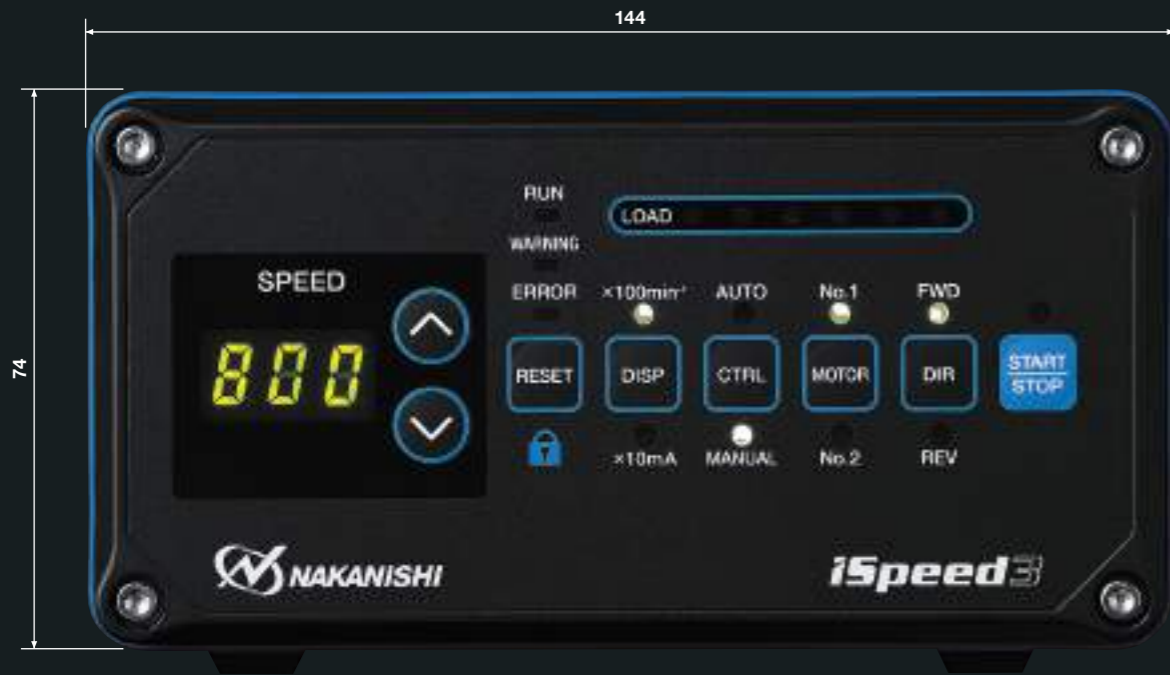 144
74
RUN
LOAD
WARNING
SPEED
ERROR ×100min⁻¹ AUTO No.1 FWD
800
RESET DISP CTRL MOTOR DIR START
STOP
×10mA MANUAL No.2 REV
NAKANISHI
iSpeed3